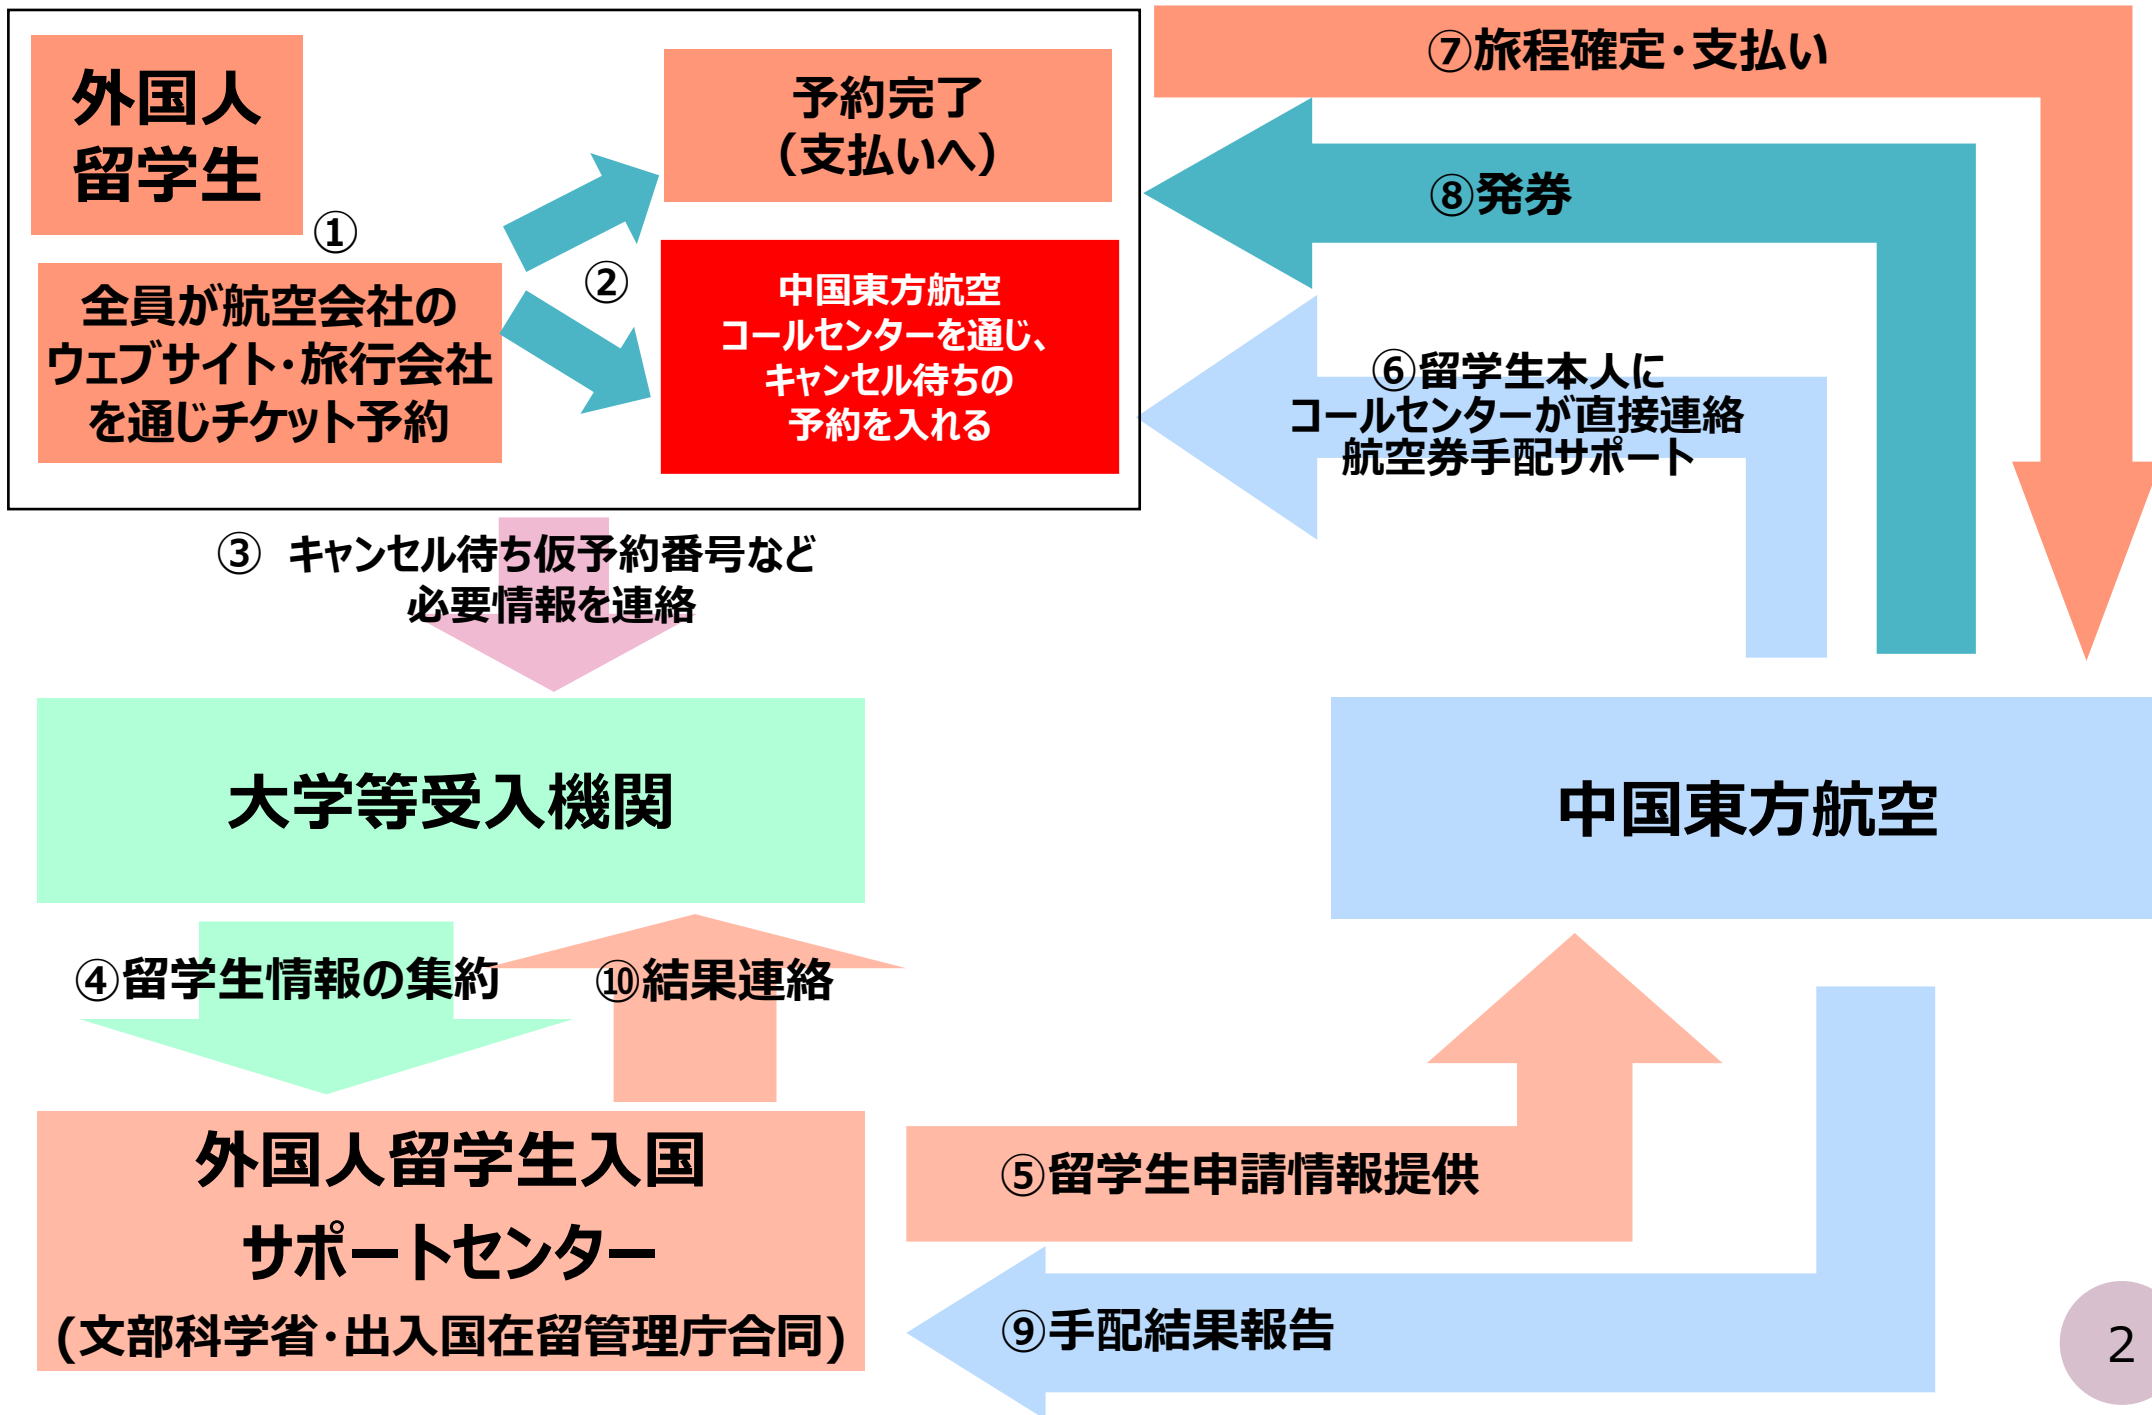 外国人
留学生
①
全員が航空会社の
ウェブサイト・旅行会社
を通じチケット予約
②
予約完了
（支払いへ）
中国東方航空
コールセンターを通じ、
キャンセル待ちの
予約を入れる
⑦旅程確定・支払い
⑧発券
⑥留学生本人に
コールセンターが直接連絡
航空券手配サポート
③ キャンセル待ち仮予約番号など
必要情報を連絡
大学等受入機関
中国東方航空
④留学生情報の集約
⑩結果連絡
外国人留学生入国
サポートセンター
(文部科学省・出入国在留管理庁合同)
⑤留学生申請情報提供
⑨手配結果報告
2